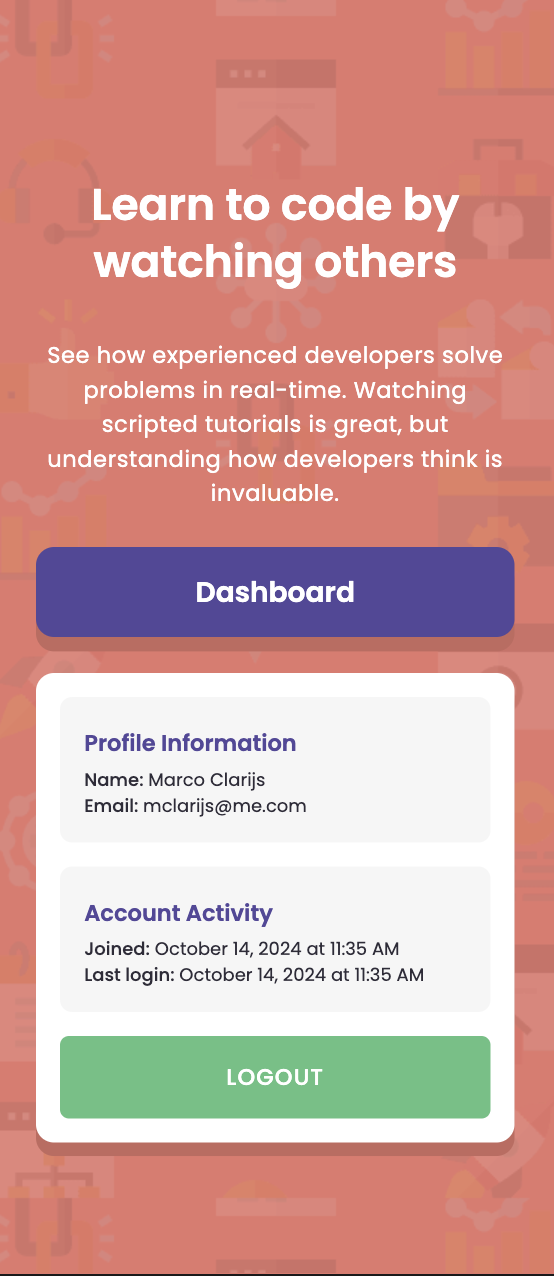 Learn to code by
watching others
See how experienced developers solve
problems in real-time. Watching
scripted tutorials is great, but
understanding how developers think is
invaluable.
Dashboard
Profile Information
Name: Marco Clarijs
Email: mclarijs@me.com
Account Activity
Joined: October 14, 2024 at 11:35 AM
Last login: October 14, 2024 at 11:35 AM
LOGOUT